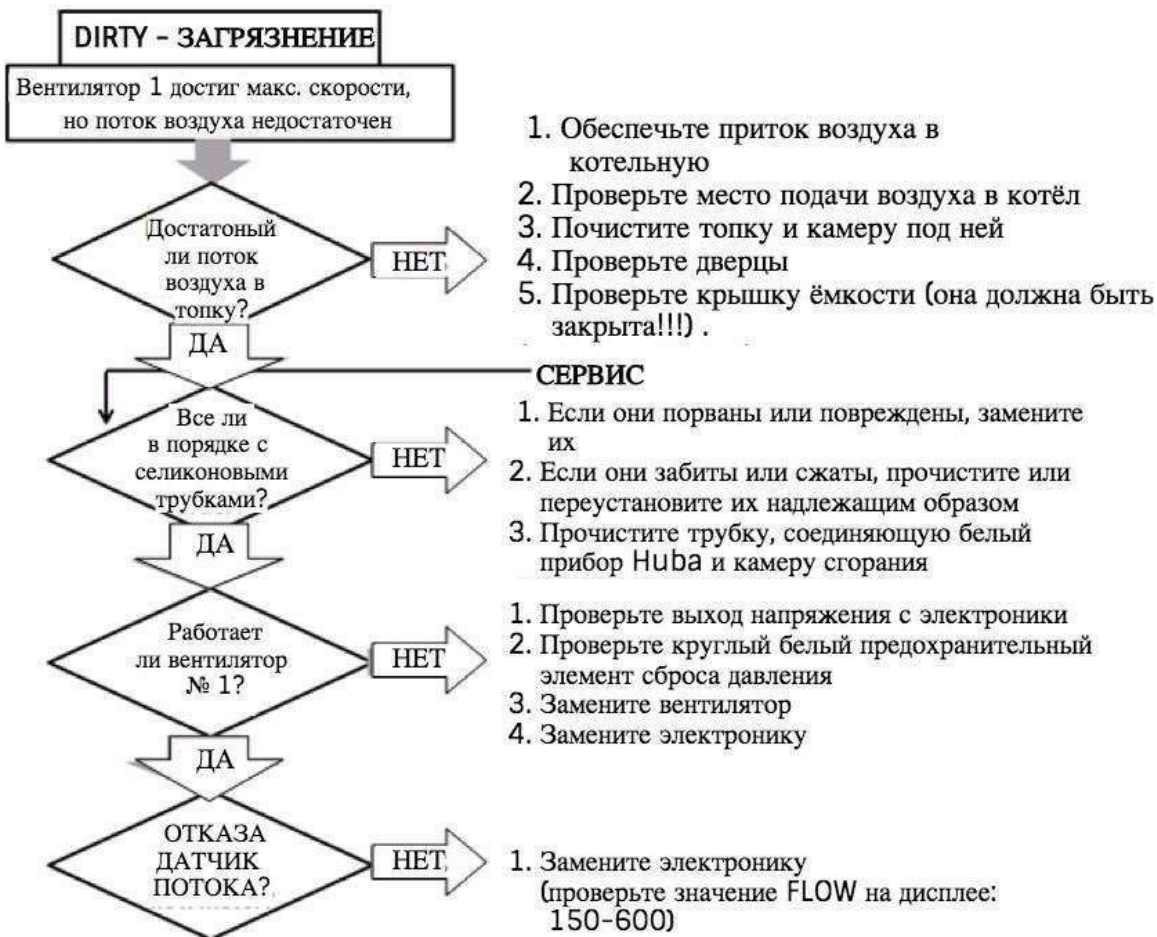 DIRTY - ЗАГРЯЗНЕНИЕ
Вентилятор 1 достиг макс. скорости,
но поток воздуха недостаточен
Достатоный
ли поток
воздуха в
топку?
НЕТ
1. Обеспечьте приток воздуха в
котельную
2. Проверьте место подачи воздуха в котёл
3. Почистите топку и камеру под ней
4. Проверьте дверцы
5. Проверьте крышку ёмкости (она должна быть
закрыта!!!) .
ДА
СЕРВИС
Все ли
в порядке с
селиконовыми
трубками?
НЕТ
1. Если они порваны или повреждены, замените
их
2. Если они забиты или сжаты, прочистите или
переустановите их надлежащим образом
3. Прочистите трубку, соединяющую белый
прибор Huba и камеру сгорания
ДА
Работает
ли вентилятор
№ 1?
НЕТ
1. Проверьте выход напряжения с электроники
2. Проверьте круглый белый предохранительный
элемент сброса давления
3. Замените вентилятор
4. Замените электронику
ДА
ОТКАЗА
ДАТЧИК
ПОТОКА?
НЕТ
1. Замените электронику
(проверьте значение FLOW на дисплее:
150-600)